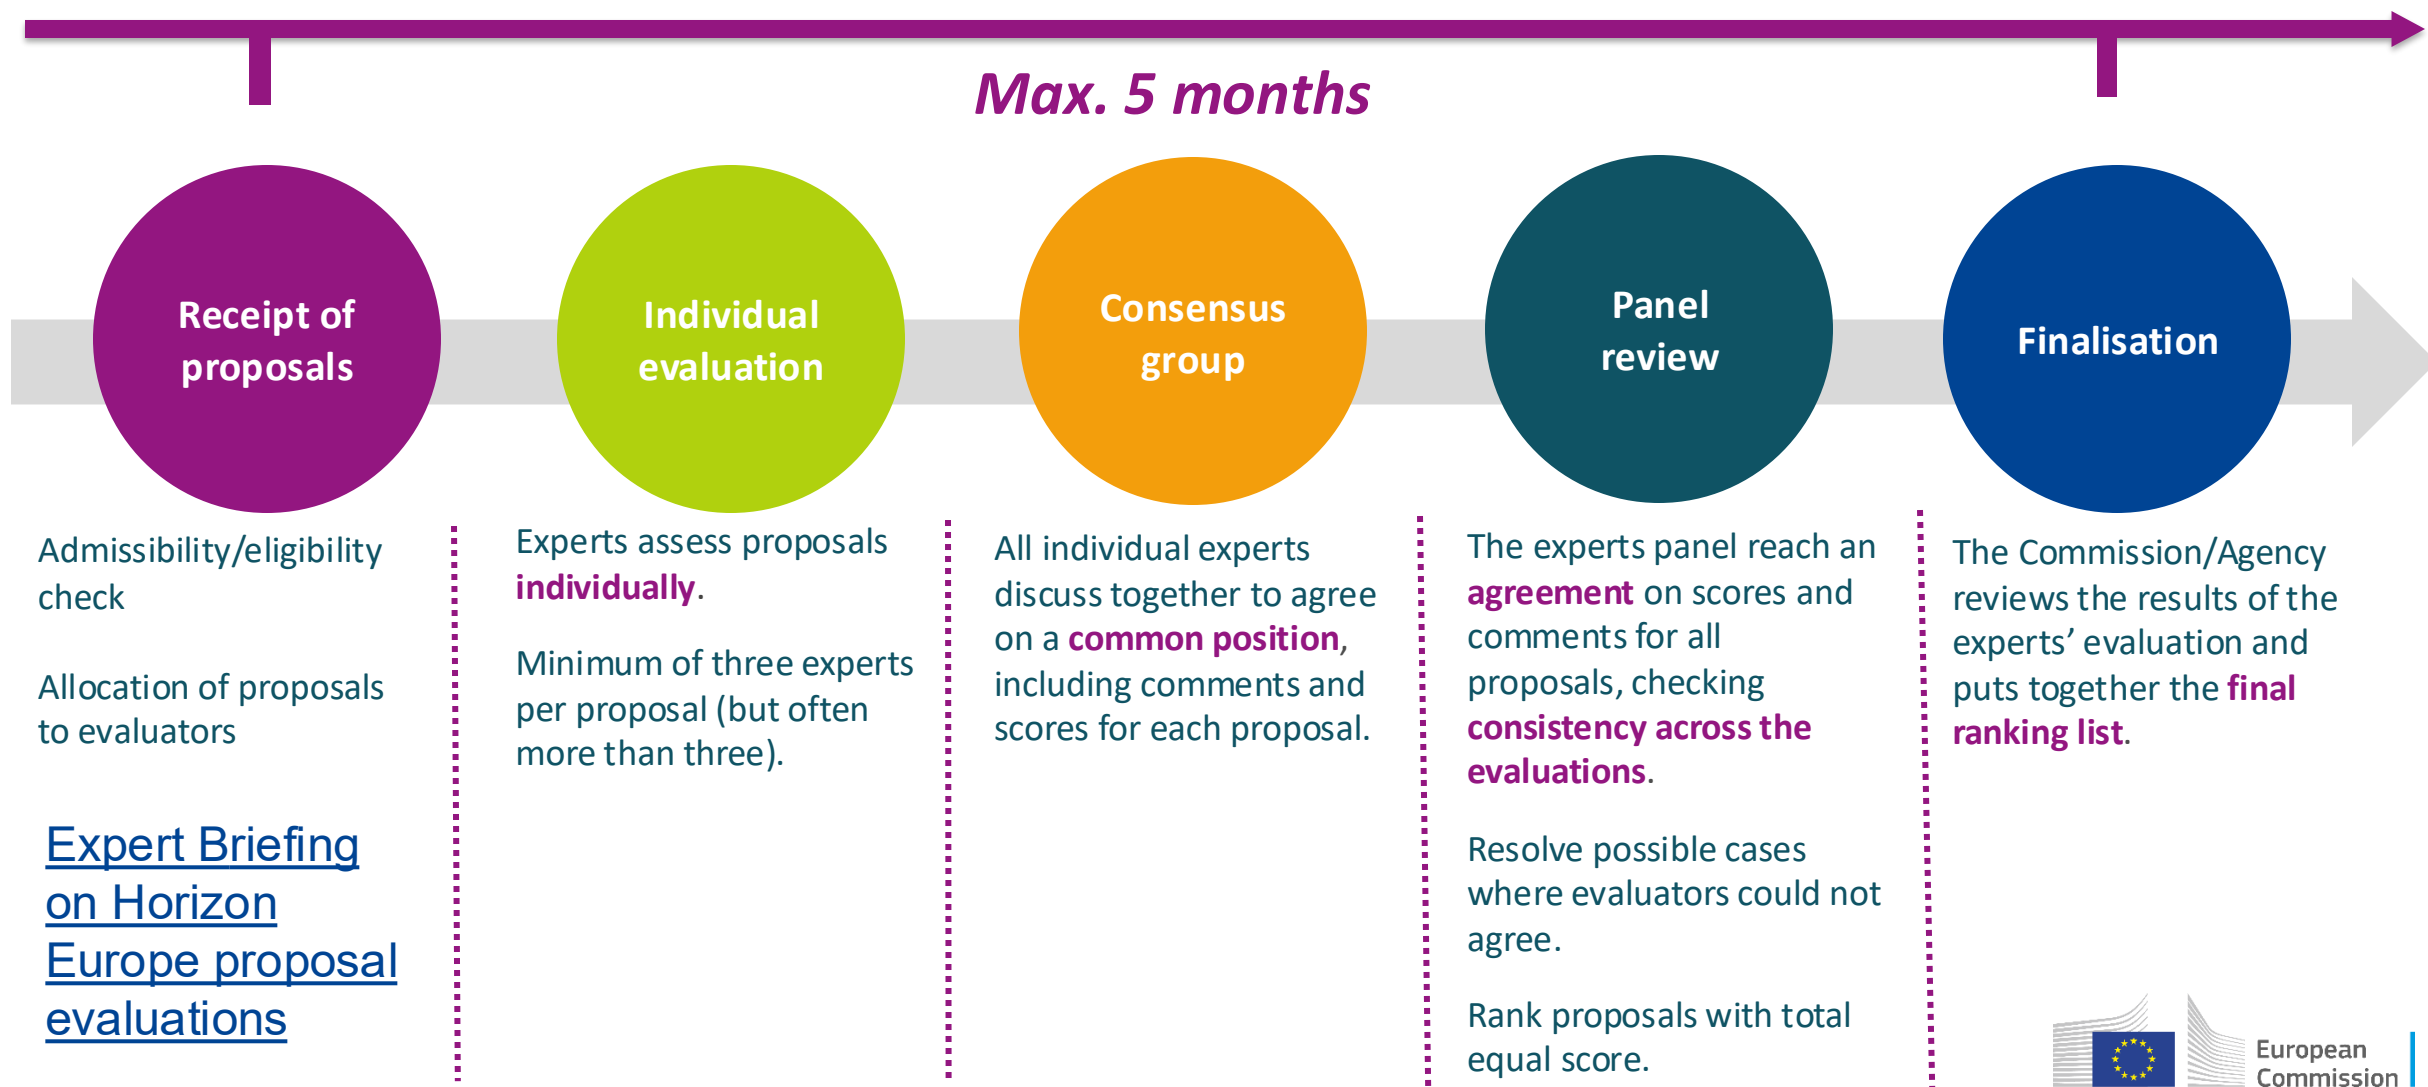 Max. 5 months
Receipt of
proposals
Individual
evaluation
Consensus
group
Panel
review
Finalisation
Admissibility/eligibility
check
Allocation of proposals
to evaluators
Expert Briefing
on Horizon
Europe proposal
evaluations
Experts assess proposals
individually.
Minimum of three experts
per proposal (but often
more than three).
All individual experts
discuss together to agree
on a common position,
including comments and
scores for each proposal.
The experts panel reach an
agreement on scores and
comments for all
proposals, checking
consistency across the
evaluations.
Resolve possible cases
where evaluators could not
agree.
Rank proposals with total
equal score.
The Commission/Agency
reviews the results of the
experts’ evaluation and
puts together the final
ranking list.
European
Commission